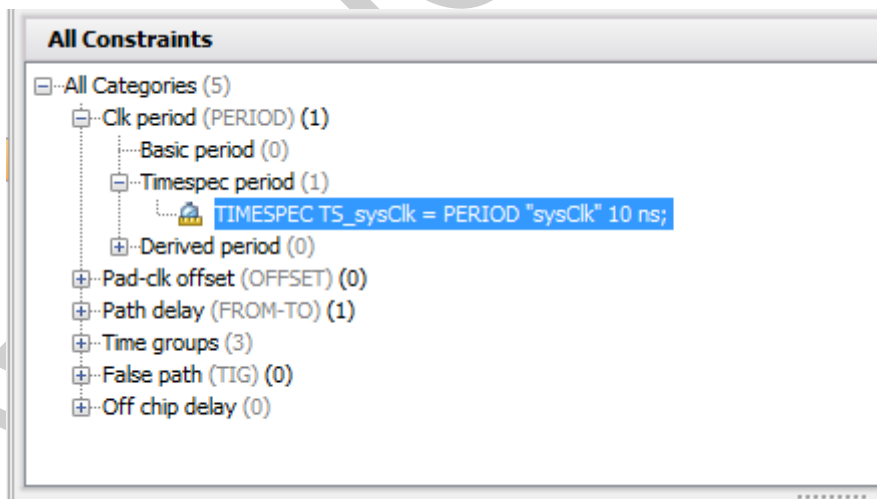 All Constraints
All Categories (5)
Clk period (PERIOD) (1)
Basic period (0)
Timespec period (1)
TIMESPEC TS_sysClk = PERIOD "sysClk" 10 ns;
Derived period (0)
Pad-clk offset (OFFSET) (0)
Path delay (FROM-TO) (1)
Time groups (3)
False path (TIG) (0)
Off chip delay (0)